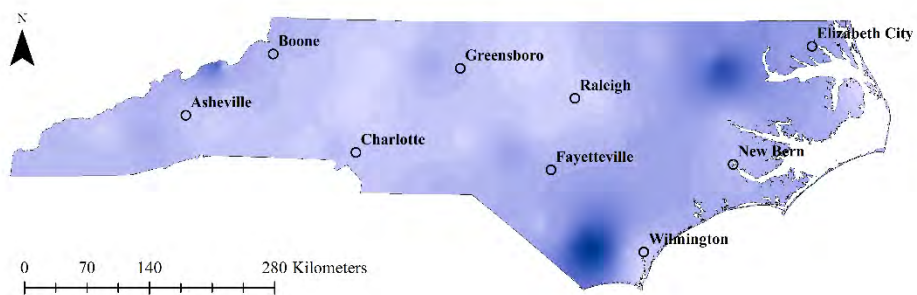 N
Boone
Elizabeth City
Greensboro
Raleigh
Asheville
Charlotte
Fayetteville
New Bern
Wilmington
0 70 140 280 Kilometers